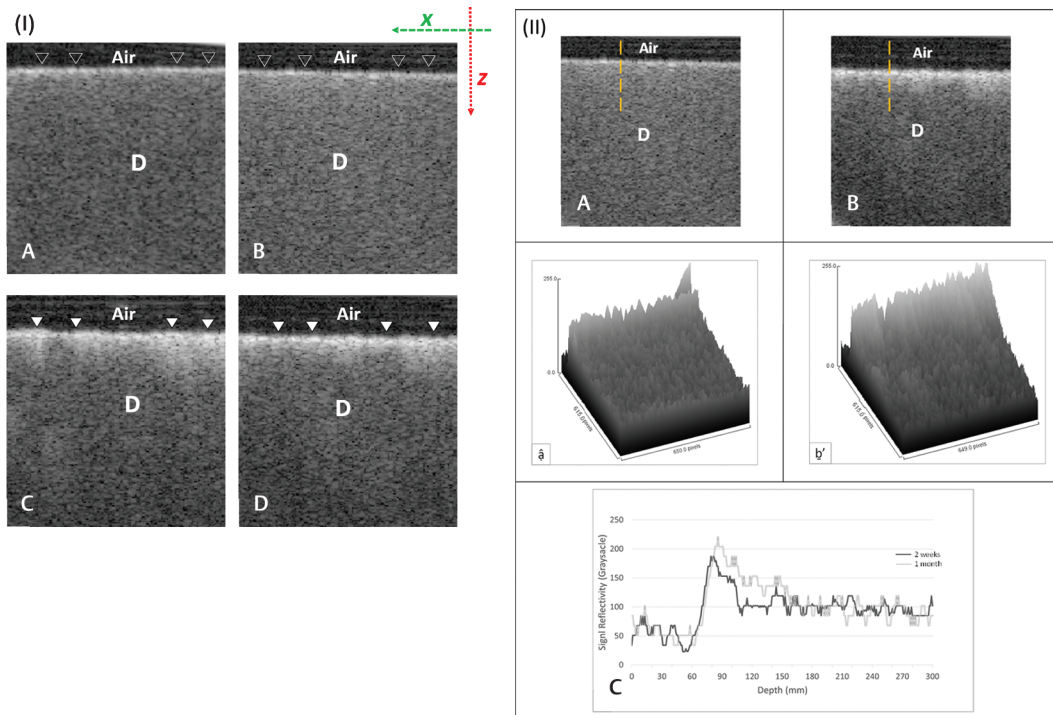 (I)
x
z
Air
D
A
Air
D
B
Air
D
C
Air
D
D
(II)
Air
D
A
Air
D
B
255.0
0.0
615.0 pixels
650.0 pixels
255.0
0.0
615.0 pixels
649.0 pixels
b'
250
200
150
100
50
0
Signl Reflectivity (Graysacle)
2 weeks
1 month
0 30 60 90 120 150 180 210 240 270 300
Depth (mm)
C